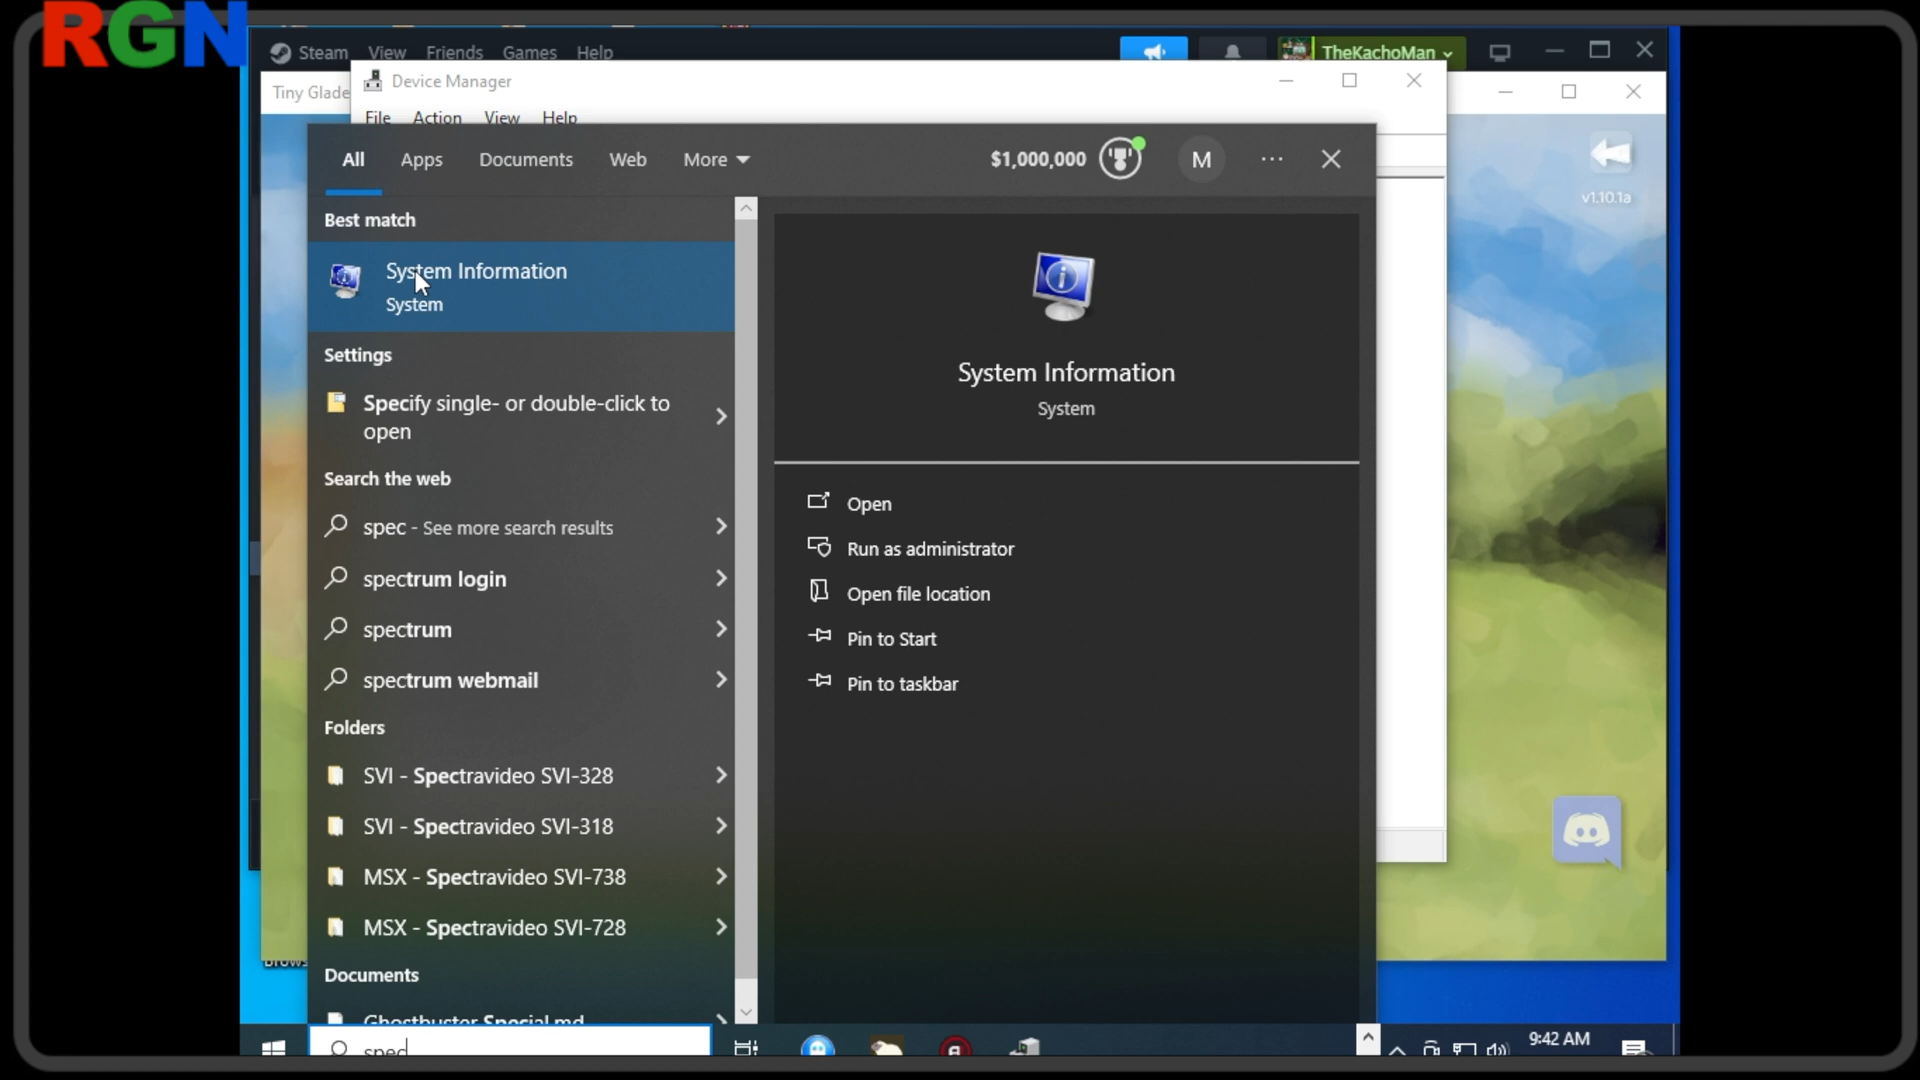 RGN
Steam View Friends Games Help
TheKachoMan
Device Manager
Tiny Glade
File Action View Help
All Apps Documents Web More
$1,000,000
M
v1.10.1a
Best match
System Information
System
Settings
Specify single- or double-click to
open
Search the web
spec - See more search results
spectrum login
spectrum
spectrum webmail
Folders
SVI - Spectravideo SVI-328
SVI - Spectravideo SVI-318
MSX - Spectravideo SVI-738
MSX - Spectravideo SVI-728
Documents
Ghostbuster Special.md
System Information
System
Open
Run as administrator
Open file location
Pin to Start
Pin to taskbar
Brows
spec
9:42 AM